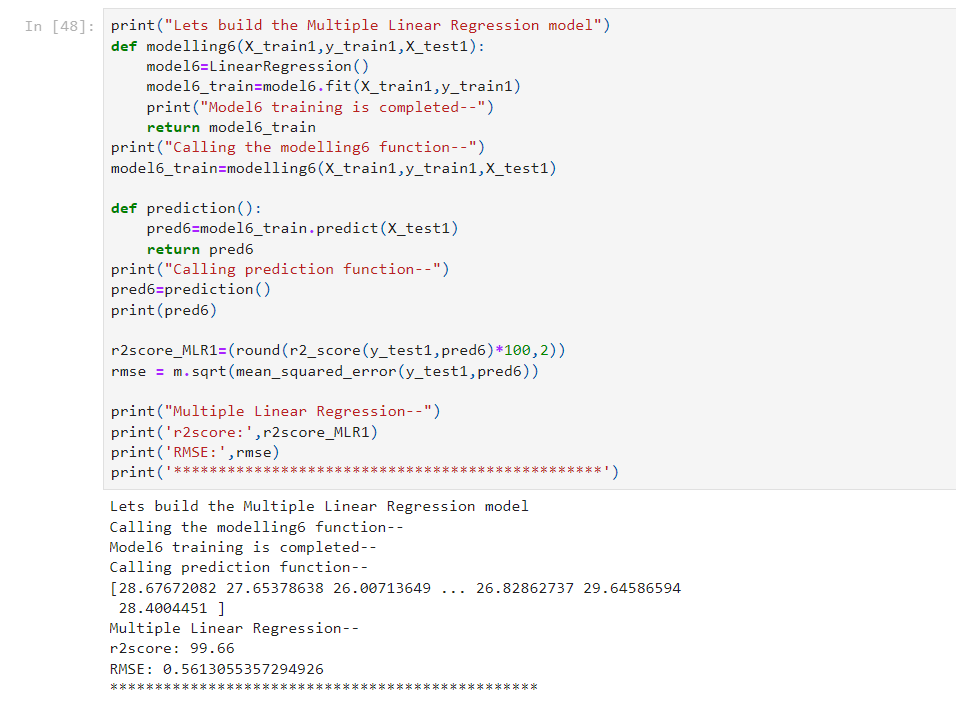 In [48]:
print("Lets build the Multiple Linear Regression model")
def modelling6(X_train1,y_train1,X_test1):
    model6=LinearRegression()
    model6_train=model6.fit(X_train1,y_train1)
    print("Model6 training is completed--")
    return model6_train
print("Calling the modelling6 function--")
model6_train=modelling6(X_train1,y_train1,X_test1)

def prediction():
    pred6=model6_train.predict(X_test1)
    return pred6
print("Calling prediction function--")
pred6=prediction()
print(pred6)

r2score_MLR1=(round(r2_score(y_test1,pred6)*100,2))
rmse = m.sqrt(mean_squared_error(y_test1,pred6))

print("Multiple Linear Regression--")
print('r2score:',r2score_MLR1)
print('RMSE:',rmse)
print('************************************************')
Lets build the Multiple Linear Regression model
Calling the modelling6 function--
Model6 training is completed--
Calling prediction function--
[28.67672082 27.65378638 26.00713649 ... 26.82862737 29.64586594
 28.4004451 ]
Multiple Linear Regression--
r2score: 99.66
RMSE: 0.5613055357294926
************************************************